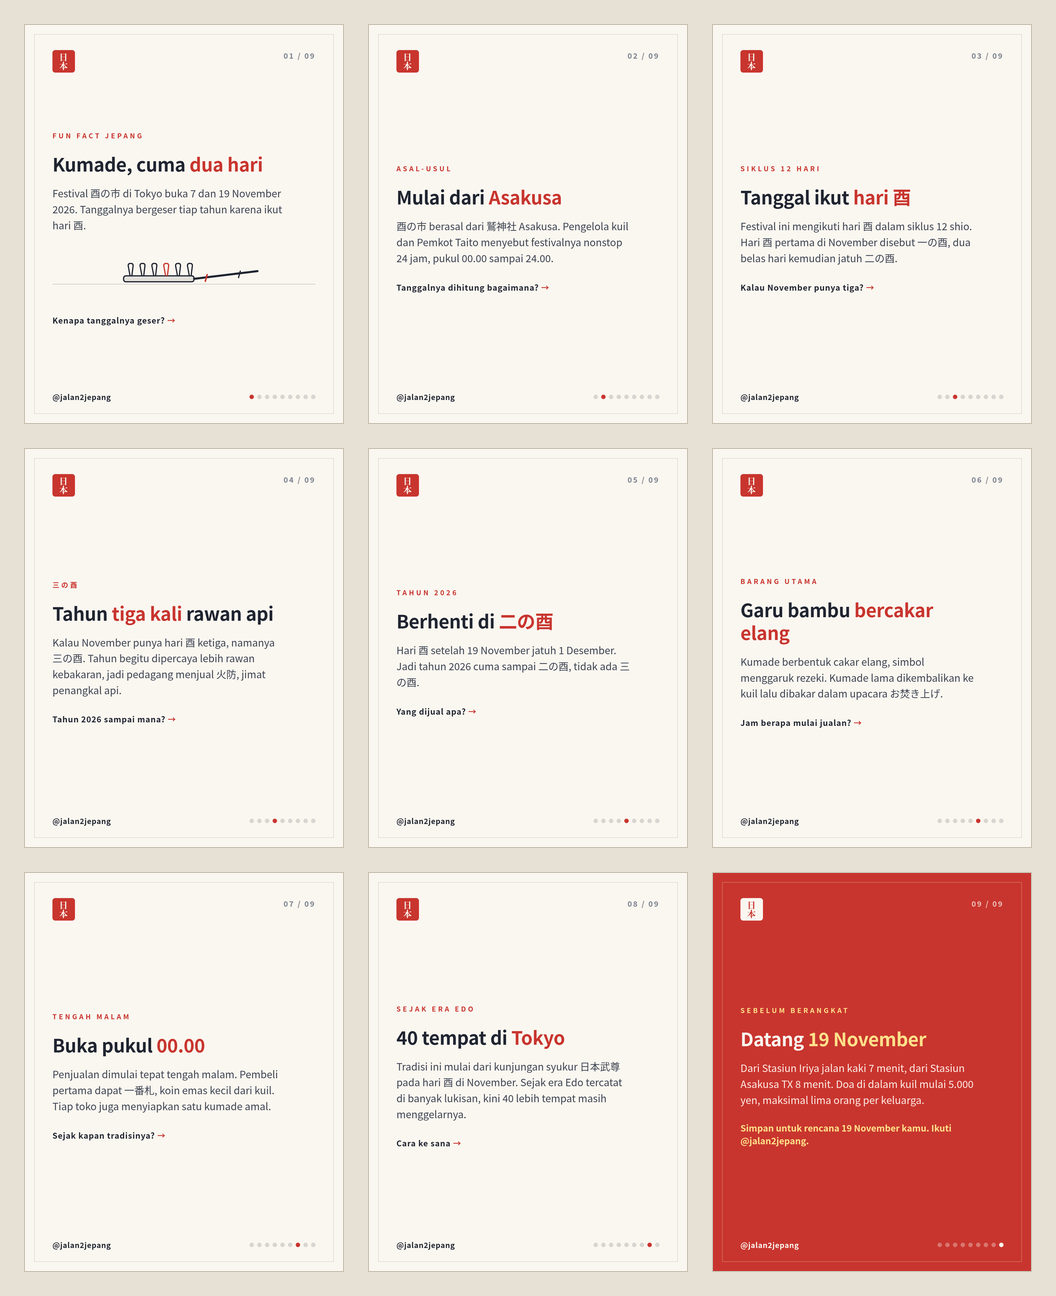 日本
01 / 09
FUN FACT JEPANG
Kumade, cuma dua hari
Festival 酉の市 di Tokyo buka 7 dan 19 November
2026. Tanggalnya bergeser tiap tahun karena ikut
hari 酉.
Kenapa tanggalnya geser? →
@jalan2jepang
日本
02 / 09
ASAL-USUL
Mulai dari Asakusa
酉の市 berasal dari 鷲神社 Asakusa. Pengelola kuil
dan Pemkot Taito menyebut festivalnya nonstop
24 jam, pukul 00.00 sampai 24.00.
Tanggalnya dihitung bagaimana? →
@jalan2jepang
日本
03 / 09
SIKLUS 12 HARI
Tanggal ikut hari 酉
Festival ini mengikuti hari 酉 dalam siklus 12 shio.
Hari 酉 pertama di November disebut 一の酉, dua
belas hari kemudian jatuh 二の酉.
Kalau November punya tiga? →
@jalan2jepang
日本
04 / 09
三の酉
Tahun tiga kali rawan api
Kalau November punya hari 酉 ketiga, namanya
三の酉. Tahun begitu dipercaya lebih rawan
kebakaran, jadi pedagang menjual 火防, jimat
penangkal api.
Tahun 2026 sampai mana? →
@jalan2jepang
日本
05 / 09
TAHUN 2026
Berhenti di 二の酉
Hari 酉 setelah 19 November jatuh 1 Desember.
Jadi tahun 2026 cuma sampai 二の酉, tidak ada 三
の酉.
Yang dijual apa? →
@jalan2jepang
日本
06 / 09
BARANG UTAMA
Garu bambu bercakar
elang
Kumade berbentuk cakar elang, simbol
menggaruk rezeki. Kumade lama dikembalikan ke
kuil lalu dibakar dalam upacara お焚き上げ.
Jam berapa mulai jualan? →
@jalan2jepang
日本
07 / 09
TENGAH MALAM
Buka pukul 00.00
Penjualan dimulai tepat tengah malam. Pembeli
pertama dapat 一番札, koin emas kecil dari kuil.
Tiap toko juga menyiapkan satu kumade amal.
Sejak kapan tradisinya? →
@jalan2jepang
日本
08 / 09
SEJAK ERA EDO
40 tempat di Tokyo
Tradisi ini mulai dari kunjungan syukur 日本武尊
pada hari 酉 di November. Sejak era Edo tercatat
di banyak lukisan, kini 40 lebih tempat masih
menggelarnya.
Cara ke sana →
@jalan2jepang
日本
09 / 09
SEBELUM BERANGKAT
Datang 19 November
Dari Stasiun Iriya jalan kaki 7 menit, dari Stasiun
Asakusa TX 8 menit. Doa di dalam kuil mulai 5.000
yen, maksimal lima orang per keluarga.
Simpan untuk rencana 19 November kamu. Ikuti
@jalan2jepang.
@jalan2jepang